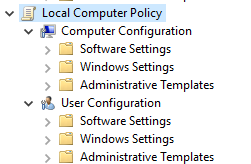 Local Computer Policy
Computer Configuration
Software Settings
Windows Settings
Administrative Templates
User Configuration
Software Settings
Windows Settings
Administrative Templates